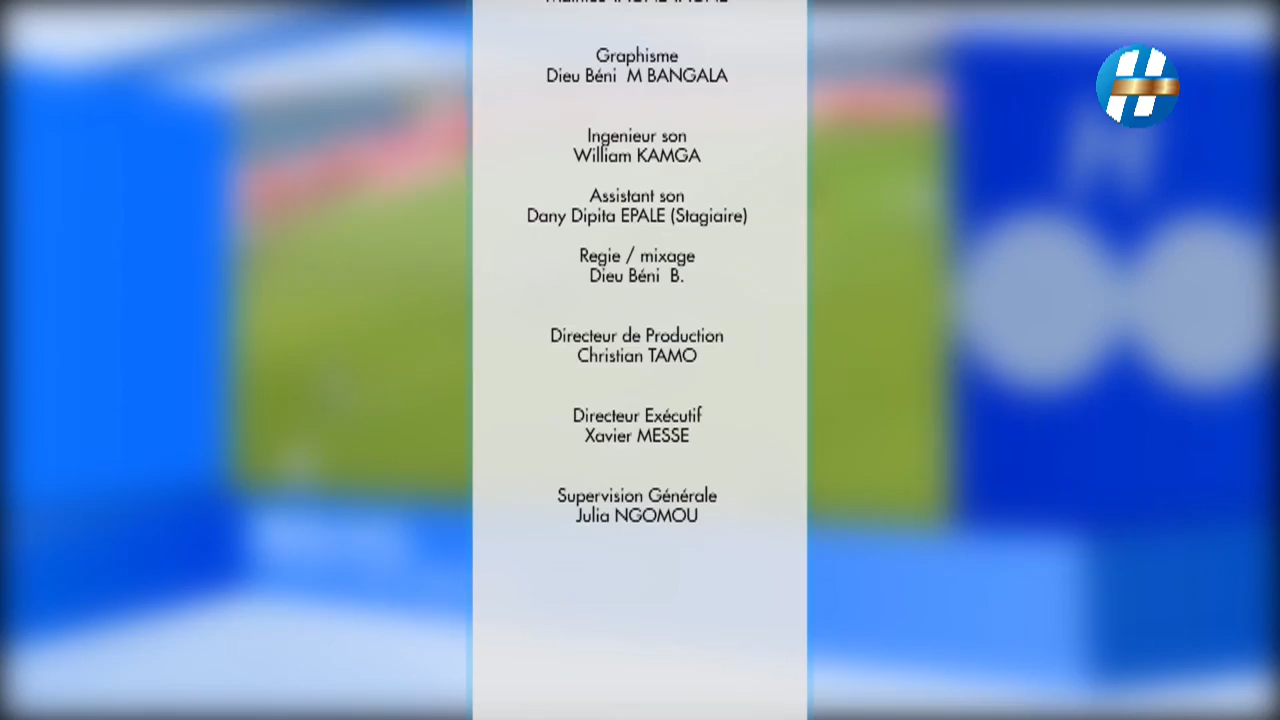 Graphisme
Dieu Béni M BANGALA
Ingenieur son
William KAMGA
Assistant son
Dany Dipita EPALE (Stagiaire)
Regie / mixage
Dieu Béni B.
Directeur de Production
Christian TAMO
Directeur Exécutif
Xavier MESSE
Supervision Générale
Julia NGOMOU